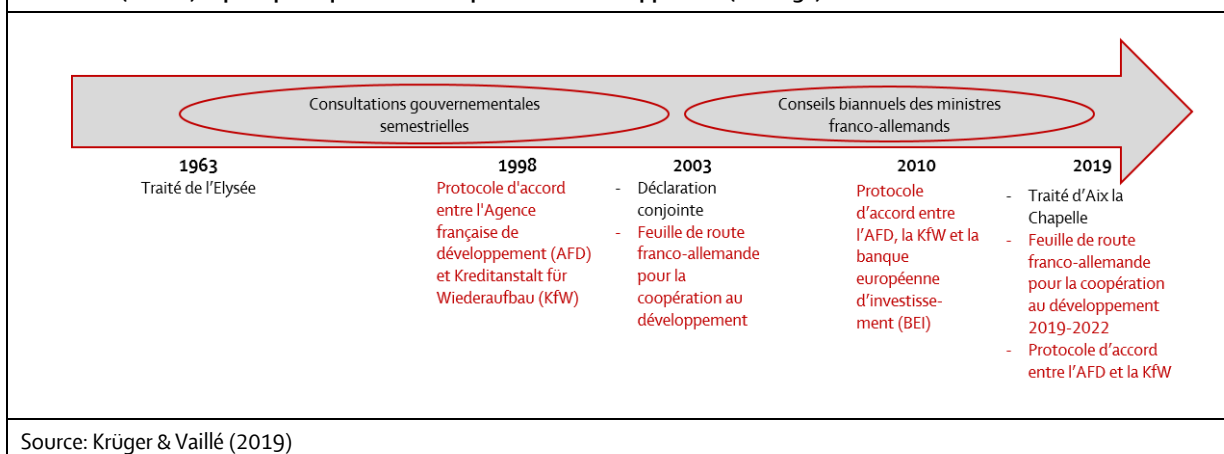 Consultations gouvernementales
semestrielles
Conseils biannuels des ministres
franco-allemands
1963
Traité de l'Elysée
1998
Protocole d'accord
entre l'Agence
française de
développement (AFD)
et Kreditanstalt für
Wiederaufbau (KfW)
2003
- Déclaration
conjointe
- Feuille de route
franco-allemande
pour la
coopération au
développement
2010
Protocole
d’accord entre
l’AFD, la KfW et la
banque
européenne
d’investisse-
ment (BEI)
2019
- Traité d’Aix la
Chapelle
- Feuille de route
franco-allemande
pour la coopération
au développement
2019-2022
- Protocole d’accord
entre l’AFD et la KfW
Source: Krüger & Vaillé (2019)